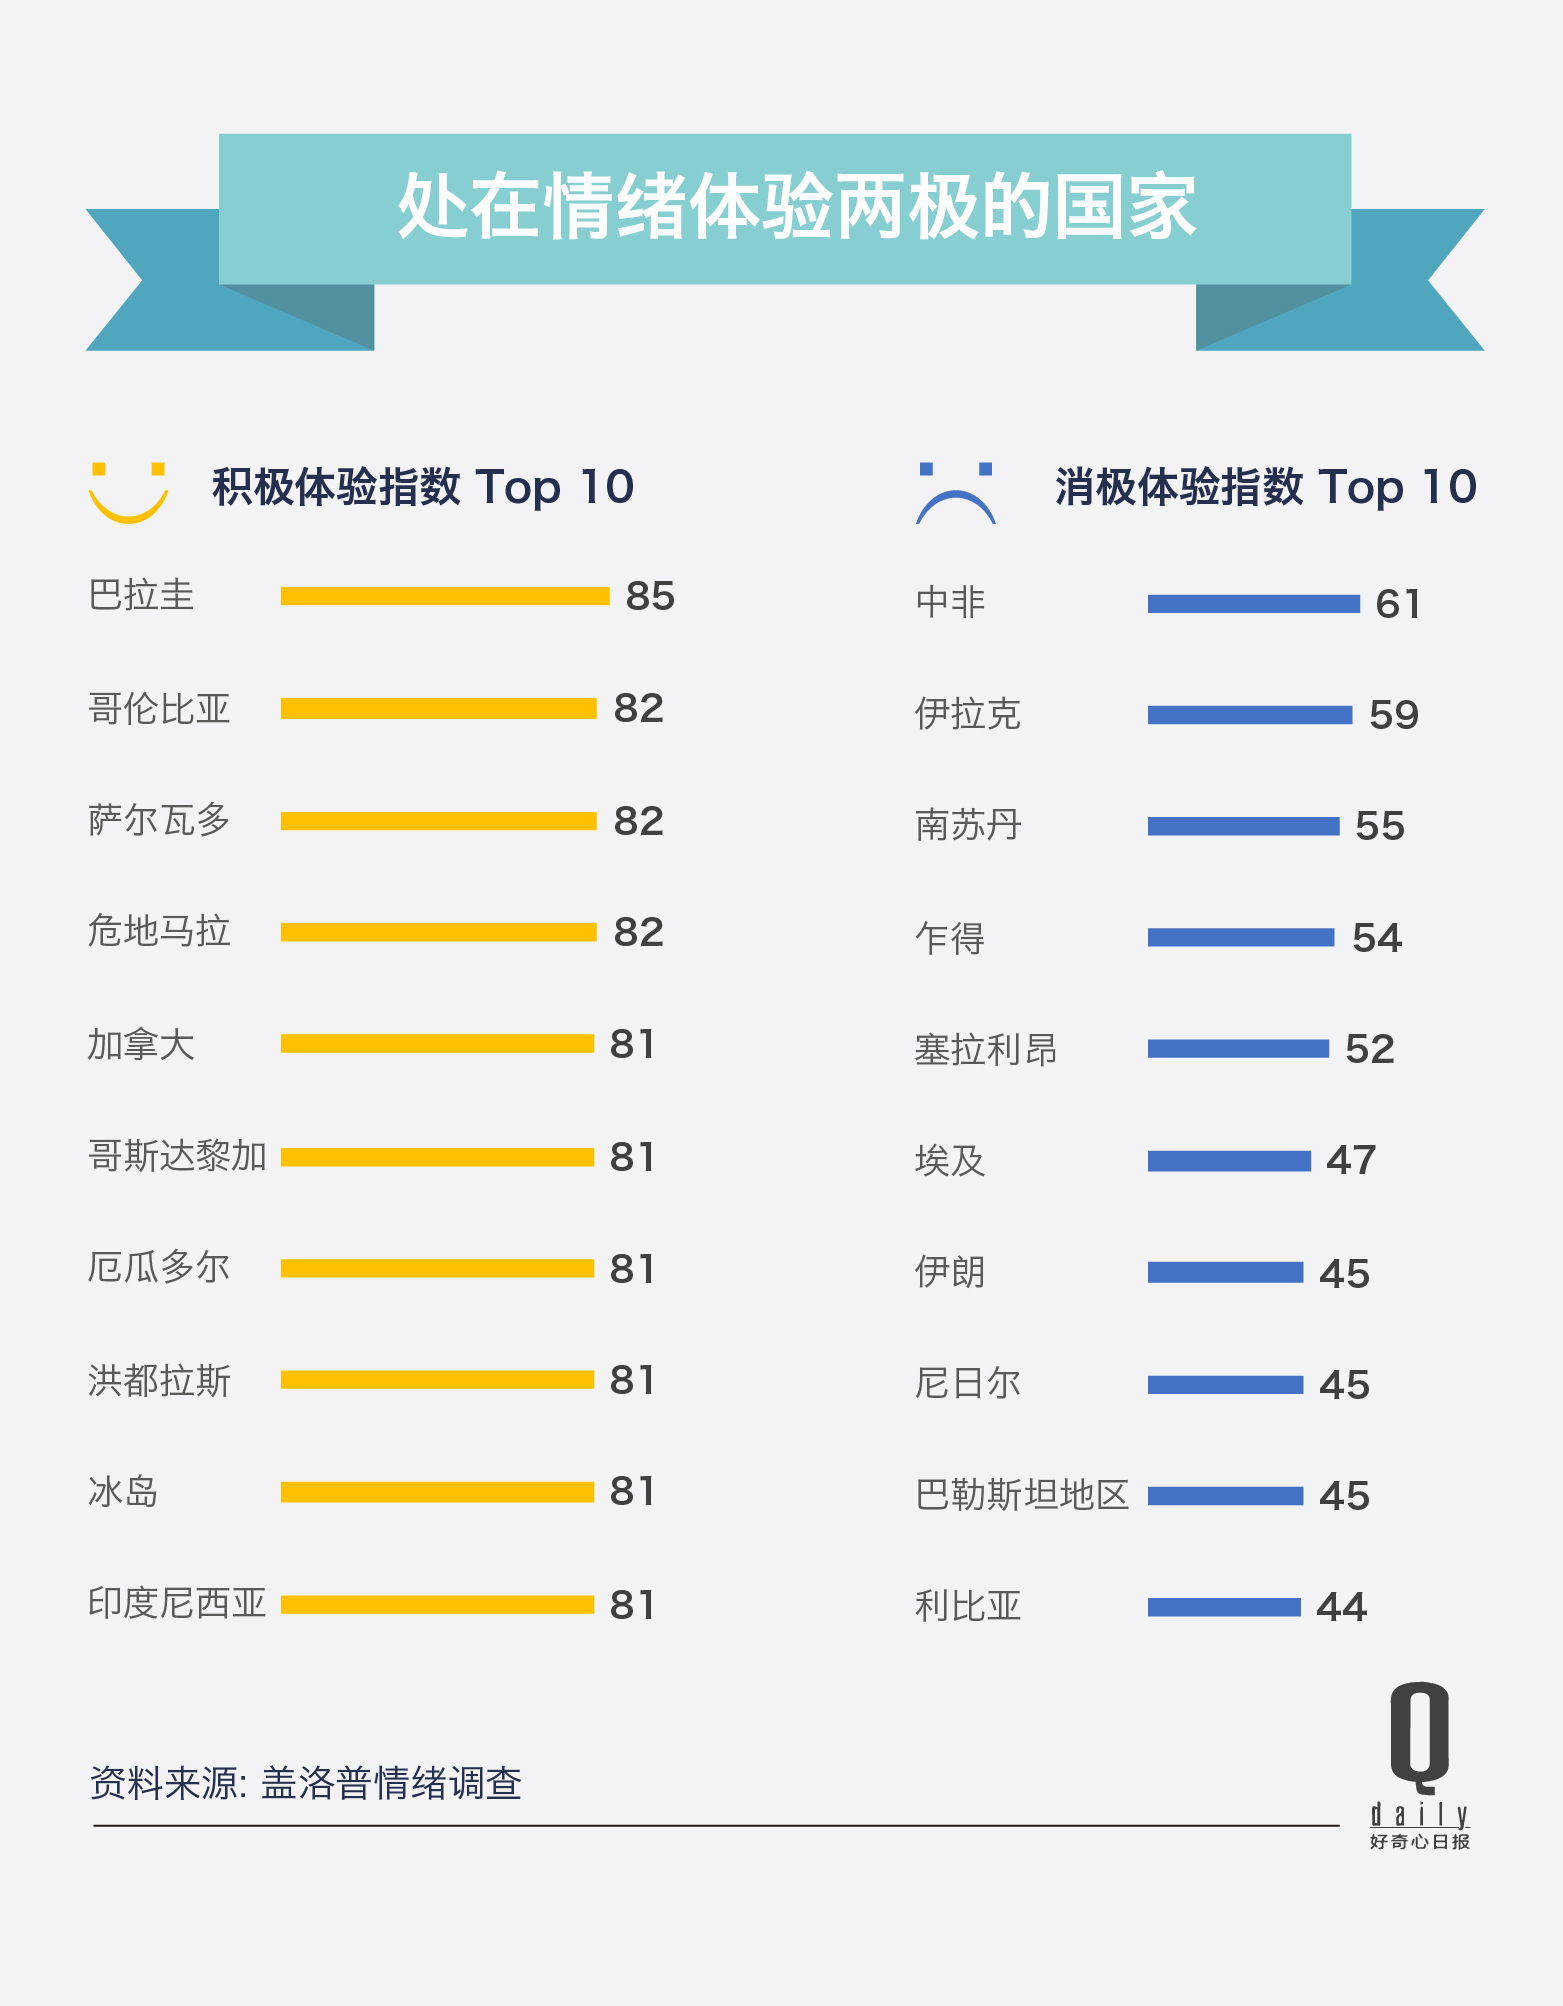 处在情绪体验两极的国家
积极体验指数 Top 10
巴拉圭 85
哥伦比亚 82
萨尔瓦多 82
危地马拉 82
加拿大 81
哥斯达黎加 81
厄瓜多尔 81
洪都拉斯 81
冰岛 81
印度尼西亚 81
消极体验指数 Top 10
中非 61
伊拉克 59
南苏丹 55
乍得 54
塞拉利昂 52
埃及 47
伊朗 45
尼日尔 45
巴勒斯坦地区 45
利比亚 44
资料来源: 盖洛普情绪调查
Q
daily
好奇心日报